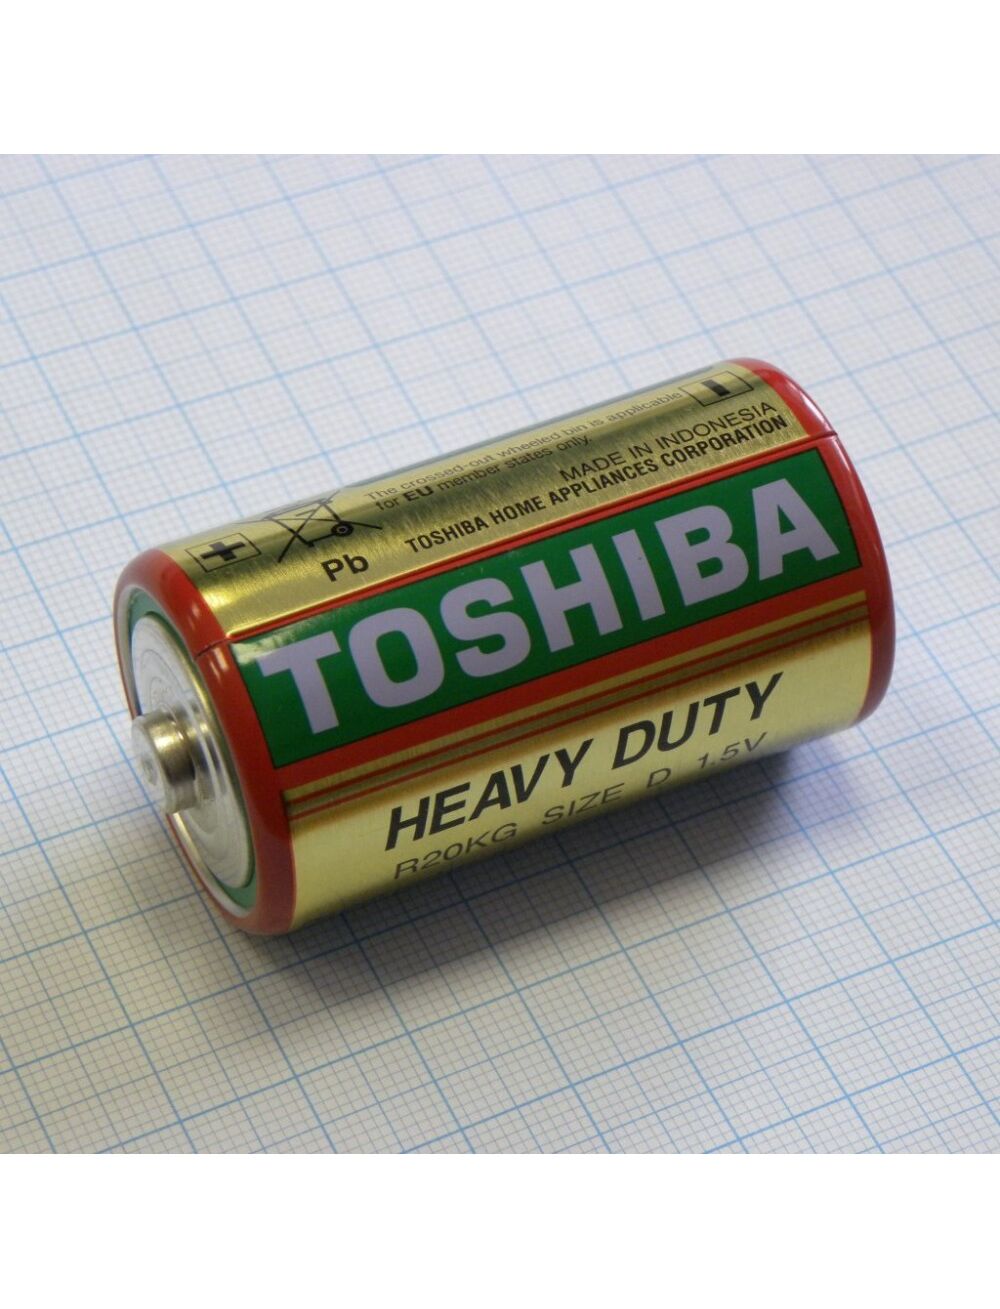 The crossed-out wheeled bin is applicable
for EU member states only.
Pb
MADE IN INDONESIA
TOSHIBA HOME APPLIANCES CORPORATION
TOSHIBA
HEAVY DUTY
R20KG SIZE D 1.5V